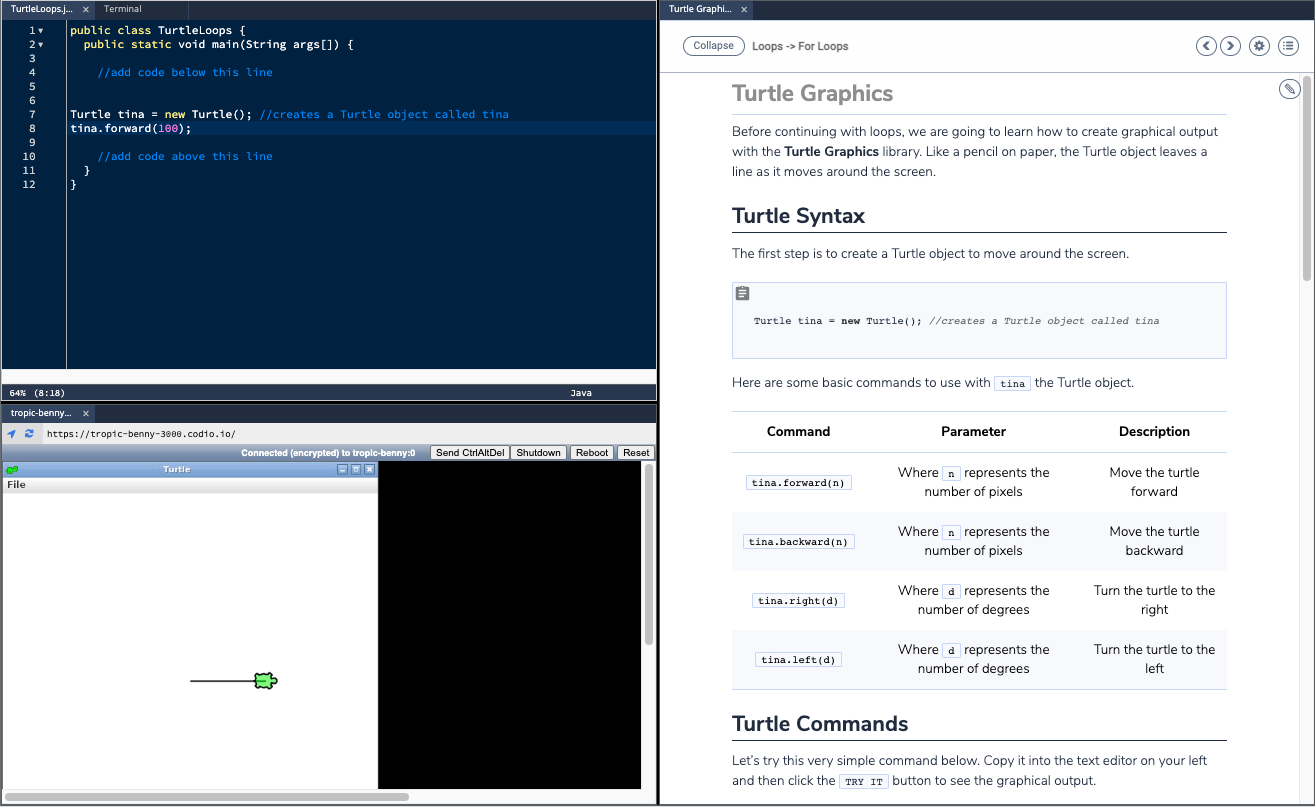 TurtleLoops.j... ×
Terminal
1 public class TurtleLoops {
2 public static void main(String args[]) {
3
4 //add code below this line
5
6
7 Turtle tina = new Turtle(); //creates a Turtle object called tina
8 tina.forward(100);
9
10 //add code above this line
11 }
12 }
64% (8:18) Java
tropic-benny... ×
https://tropic-benny-3000.codio.io/
Connected (encrypted) to tropic-benny:0 Send CtrlAltDel Shutdown Reboot Reset
Turtle
File
Turtle Graphi... ×
Collapse Loops -> For Loops
Turtle Graphics
Before continuing with loops, we are going to learn how to create graphical output
with the Turtle Graphics library. Like a pencil on paper, the Turtle object leaves a
line as it moves around the screen.
Turtle Syntax
The first step is to create a Turtle object to move around the screen.
Turtle tina = new Turtle(); //creates a Turtle object called tina
Here are some basic commands to use with tina the Turtle object.
Command Parameter Description
tina.forward(n) Where n represents the number of pixels Move the turtle forward
tina.backward(n) Where n represents the number of pixels Move the turtle backward
tina.right(d) Where d represents the number of degrees Turn the turtle to the right
tina.left(d) Where d represents the number of degrees Turn the turtle to the left
Turtle Commands
Let's try this very simple command below. Copy it into the text editor on your left
and then click the TRY IT button to see the graphical output.